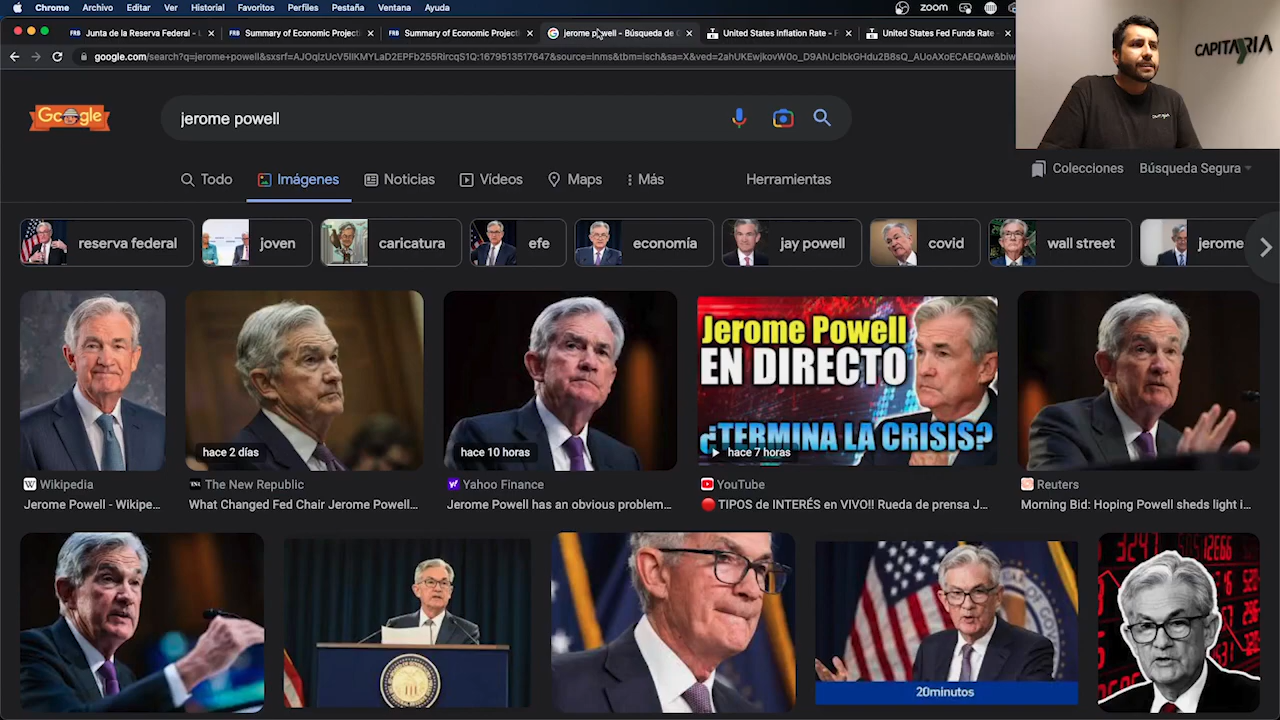 Chrome Archivo Editar Ver Historial Favoritos Perfiles Pestaña Ventana Ayuda
zoom
FRB Junta de la Reserva Federal - L
FRB Summary of Economic Projecti
FRB Summary of Economic Projecti
jerome powell - Búsqueda de G
United States Inflation Rate - F
United States Fed Funds Rate -
CAPITARIA
google.com/search?q=jerome+powell&
jerome powell
Google
Todo
Imágenes
Noticias
Vídeos
Maps
Más
Herramientas
Colecciones
Búsqueda Segura
reserva federal
joven
caricatura
efe
economía
jay powell
covid
wall street
jerome
Jerome Powell
EN DIRECTO
¿TERMINA LA CRISIS?
hace 2 días
hace 10 horas
hace 7 horas
Wikipedia
The New Republic
Yahoo Finance
YouTube
Reuters
Jerome Powell - Wikipe...
What Changed Fed Chair Jerome Powell...
Jerome Powell has an obvious problem...
TIPOS de INTERÉS en VIVO!! Rueda de prensa J...
Morning Bid: Hoping Powell sheds light i...
20minutos